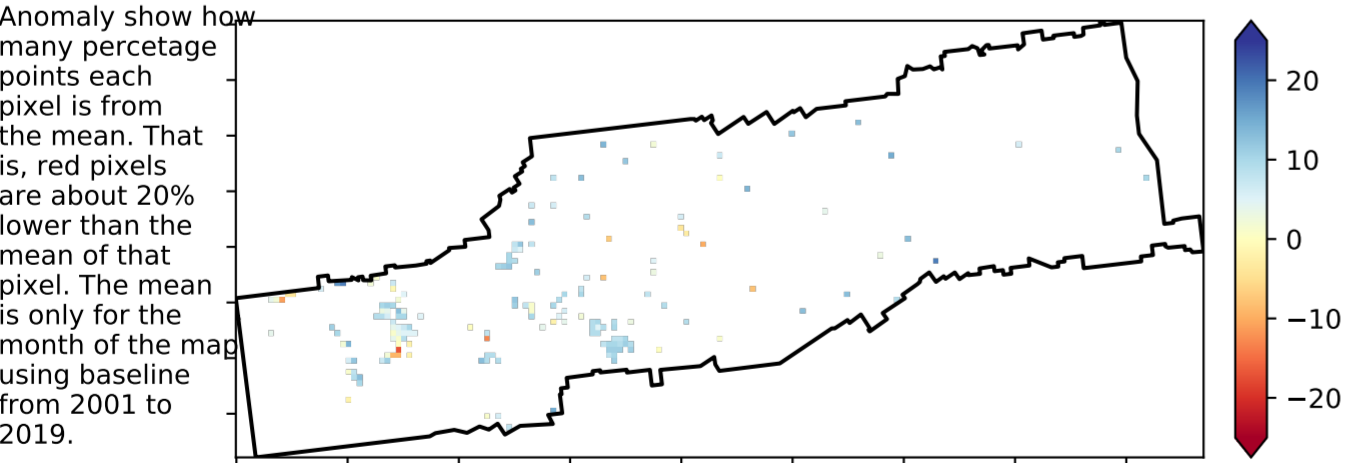 Anomaly show how
many percetage
points each
pixel is from
the mean. That
is, red pixels
are about 20%
lower than the
mean of that
pixel. The mean
is only for the
month of the map
using baseline
from 2001 to
2019.
20
10
0
−10
−20